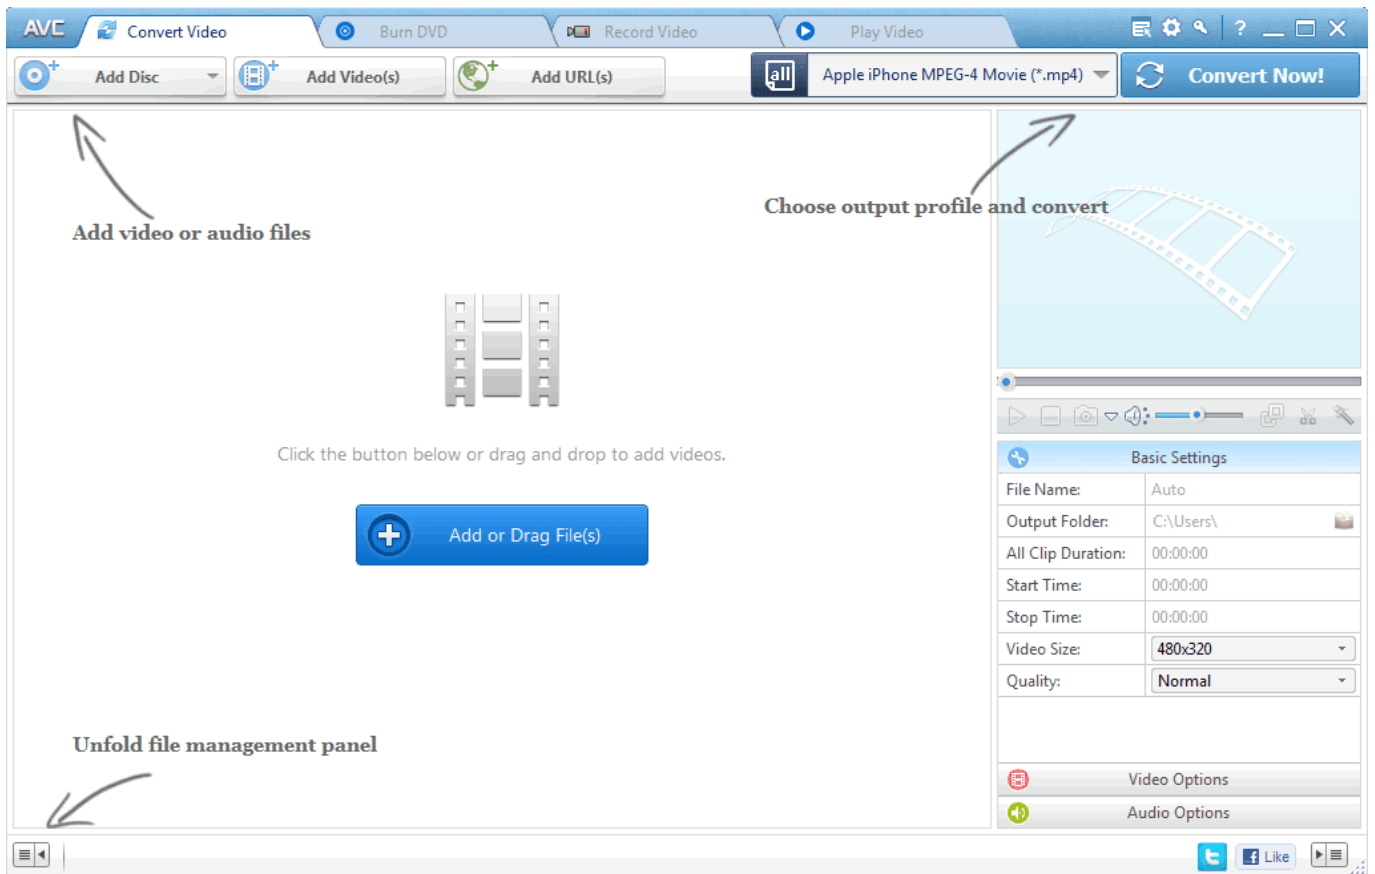 AVC
Convert Video
Burn DVD
Record Video
Play Video
?
Add Disc
Add Video(s)
Add URL(s)
all
Apple iPhone MPEG-4 Movie (*.mp4)
Convert Now!
Add video or audio files
Choose output profile and convert
Click the button below or drag and drop to add videos.
Add or Drag File(s)
Basic Settings
File Name: Auto
Output Folder: C:\Users\
All Clip Duration: 00:00:00
Start Time: 00:00:00
Stop Time: 00:00:00
Video Size: 480x320
Quality: Normal
Unfold file management panel
Video Options
Audio Options
Like